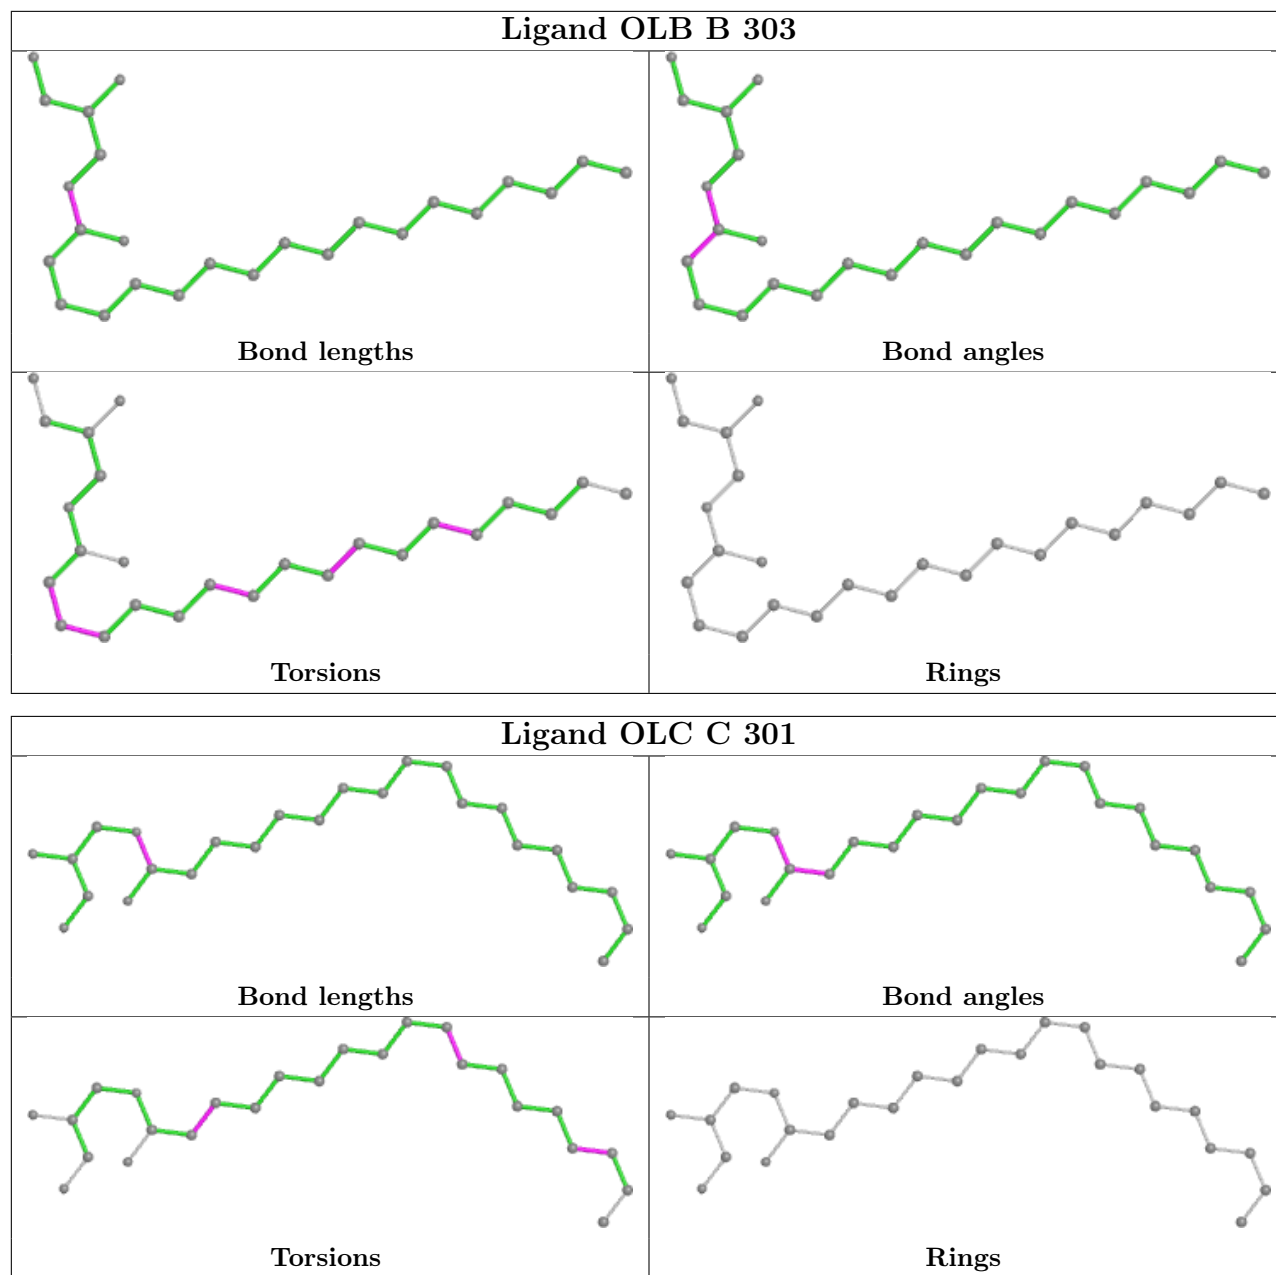 Ligand OLB B 303
Bond lengths
Bond angles
Torsions
Rings
Ligand OLC C 301
Bond lengths
Bond angles
Torsions
Rings